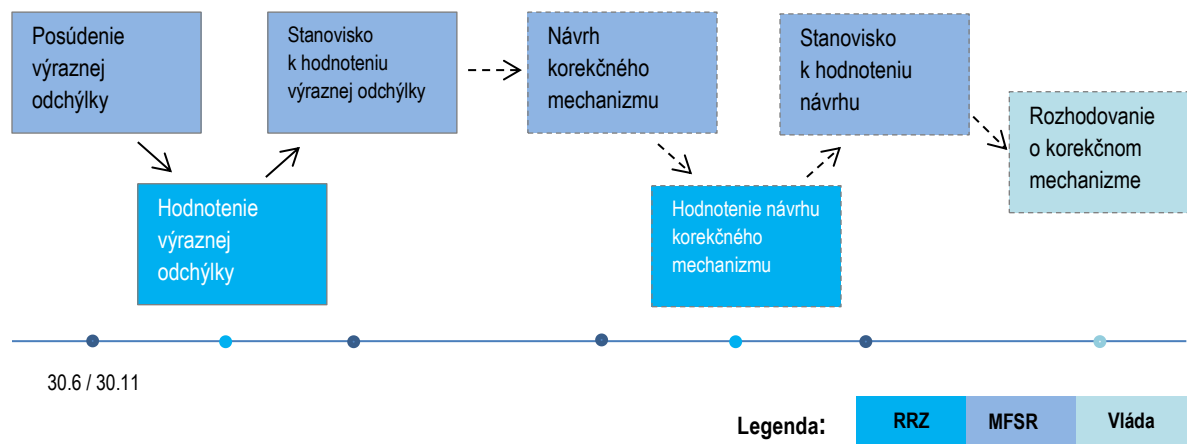 Posúdenie
výraznej
odchýlky
Stanovisko
k hodnoteniu
výraznej odchýlky
Návrh
korekčného
mechanizmu
Stanovisko
k hodnoteniu
návrhu
Rozhodovanie
o korekčnom
mechanizme
Hodnotenie
výraznej
odchýlky
Hodnotenie návrhu
korekčného
mechanizmu
30.6 / 30.11
Legenda: RRZ MFSR Vláda